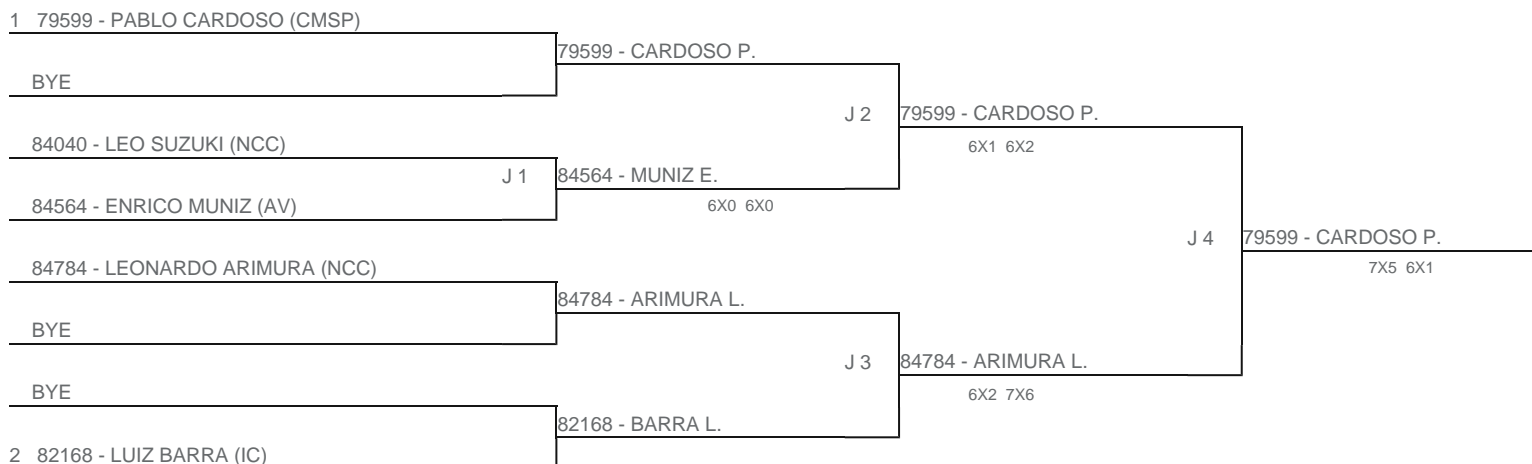 1 79599 - PABLO CARDOSO (CMSP)
79599 - CARDOSO P.
BYE
J 2 79599 - CARDOSO P.
84040 - LEO SUZUKI (NCC)
6X1 6X2
J 1 84564 - MUNIZ E.
84564 - ENRICO MUNIZ (AV)
6X0 6X0
J 4 79599 - CARDOSO P.
84784 - LEONARDO ARIMURA (NCC)
7X5 6X1
84784 - ARIMURA L.
BYE
J 3 84784 - ARIMURA L.
BYE
6X2 7X6
82168 - BARRA L.
2 82168 - LUIZ BARRA (IC)